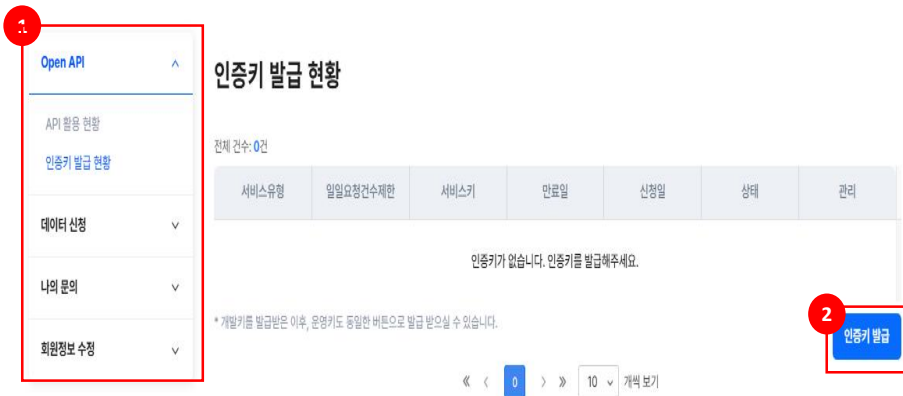 1
Open API
API 활용 현황
인증키 발급 현황
데이터 신청
나의 문의
회원정보 수정
인증키 발급 현황
전체 건수: 0건
서비스유형 일일요청건수제한 서비스키 만료일 신청일 상태 관리
인증키가 없습니다. 인증키를 발급해주세요.
* 개발키를 발급받은 이후, 운영키도 동일한 버튼으로 발급 받으실 수 있습니다.
2
인증키 발급
« < 0 > » 10 개씩 보기